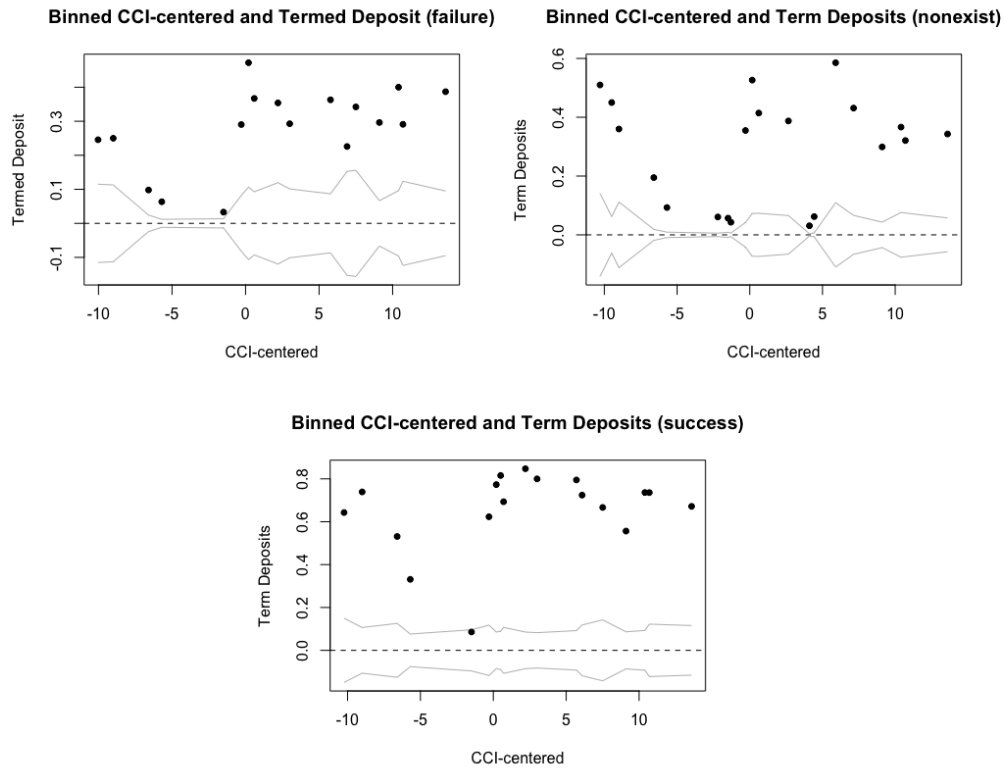 Binned CCI-centered and Termed Deposit (failure)
Termed Deposit
0.3
0.1
-0.1
-10 -5 0 5 10
CCI-centered
Binned CCI-centered and Term Deposits (nonexist)
Term Deposits
0.6
0.4
0.2
0.0
-10 -5 0 5 10
CCI-centered
Binned CCI-centered and Term Deposits (success)
Term Deposits
0.8
0.6
0.4
0.2
0.0
-10 -5 0 5 10
CCI-centered